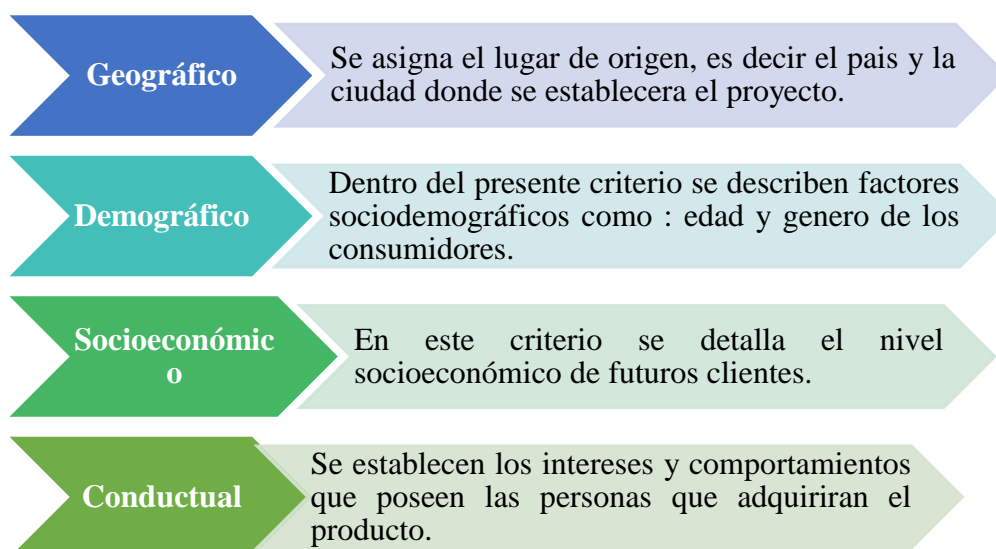 Geográfico
Se asigna el lugar de origen, es decir el pais y la
ciudad donde se establecera el proyecto.
Demográfico
Dentro del presente criterio se describen factores
sociodemográficos como : edad y genero de los
consumidores.
Socioeconómic
o
En este criterio se detalla el nivel
socioeconómico de futuros clientes.
Conductual
Se establecen los intereses y comportamientos
que poseen las personas que adquiriran el
producto.